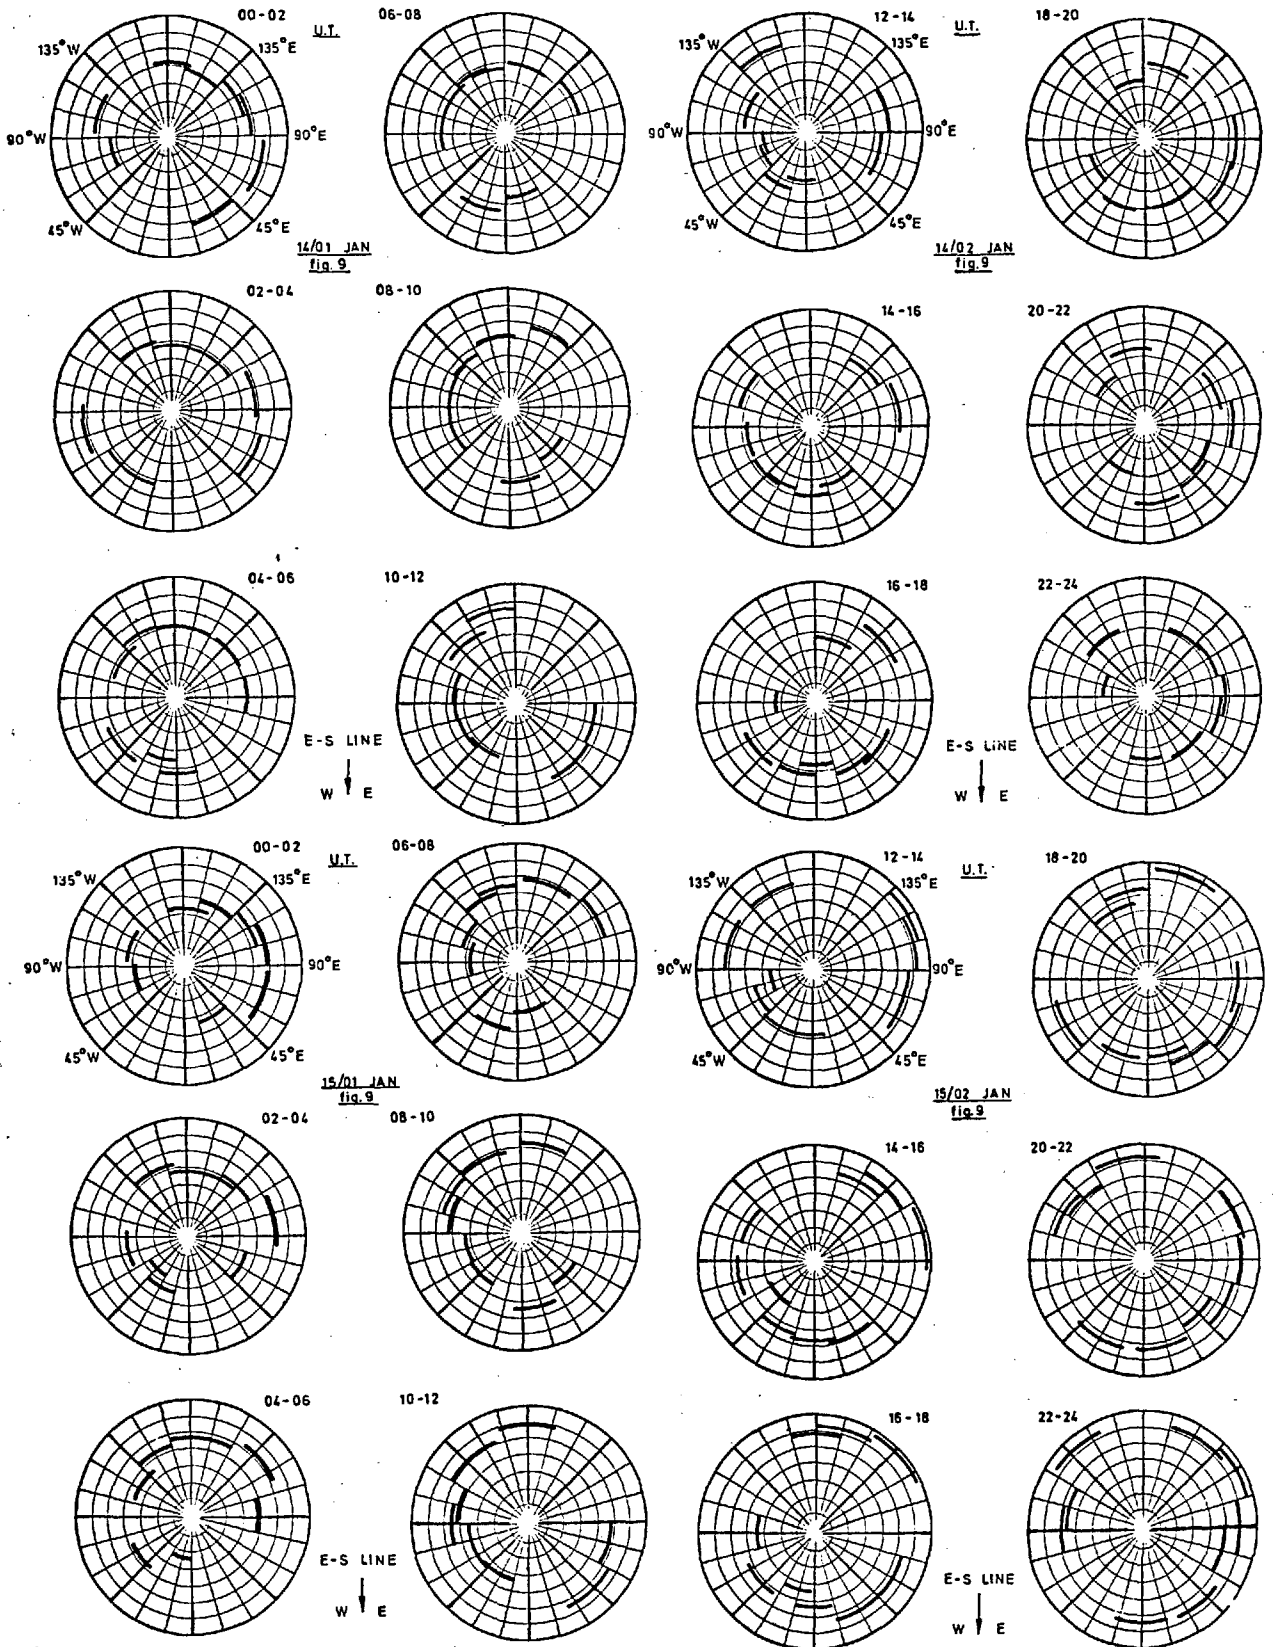 00-02
U.T.
06-08
12-14
U.T.
18-20
135°W
135°E
135°W
135°E
90°W
90°E
90°W
90°E
45°W
45°E
45°W
45°E
14/01 JAN
fig. 9
14/02 JAN
fig. 9
02-04
08-10
14-16
20-22
04-06
10-12
16-18
22-24
E-S LINE
W E
E-S LINE
W E
00-02
U.T.
06-08
12-14
U.T.
18-20
135°W
135°E
135°W
135°E
90°W
90°E
90°W
90°E
45°W
45°E
45°W
45°E
15/01 JAN
fig. 9
15/02 JAN
fig. 9
02-04
08-10
14-16
20-22
04-06
10-12
16-18
22-24
E-S LINE
W E
E-S LINE
W E